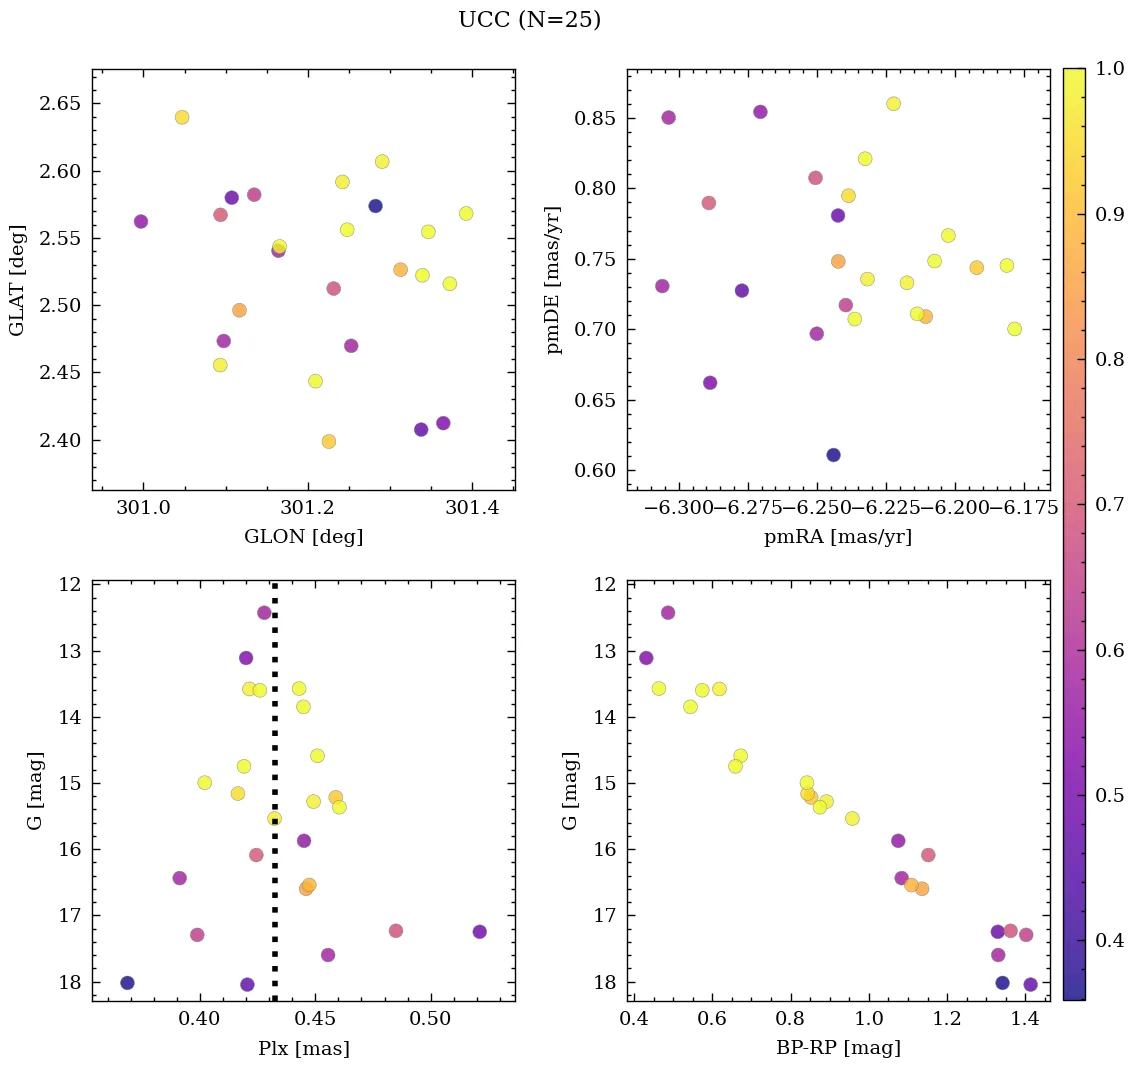 UCC (N=25)
2.65
2.60
2.55
2.50
2.45
2.40
GLAT [deg]
301.0 301.2 301.4
GLON [deg]
0.85
0.80
0.75
0.70
0.65
0.60
pmDE [mas/yr]
−6.300 −6.275 −6.250 −6.225 −6.200 −6.175
pmRA [mas/yr]
12
13
14
15
16
17
18
G [mag]
0.40 0.45 0.50
Plx [mas]
12
13
14
15
16
17
18
G [mag]
0.4 0.6 0.8 1.0 1.2 1.4
BP-RP [mag]
1.0
0.9
0.8
0.7
0.6
0.5
0.4